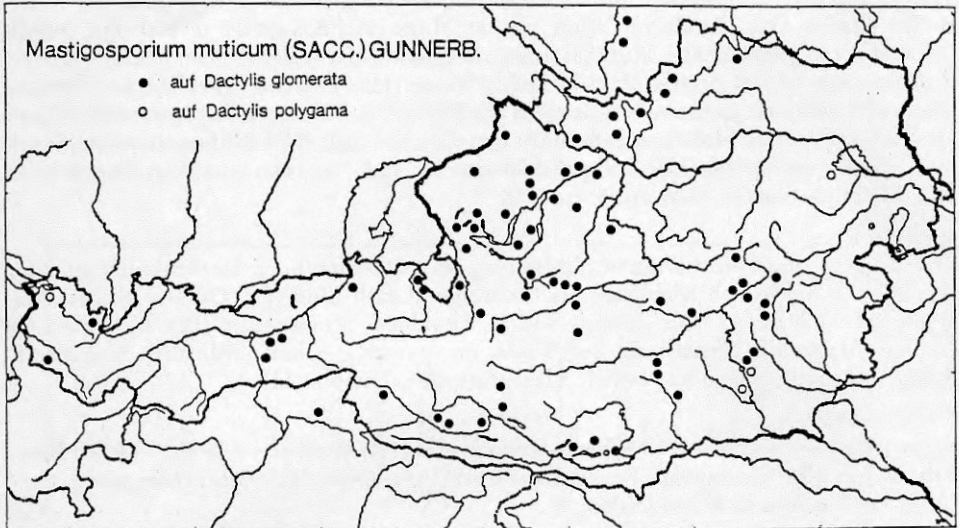 Mastigosporium muticum (SACC.) GUNNERB.
● auf Dactylis glomerata
○ auf Dactylis polygama